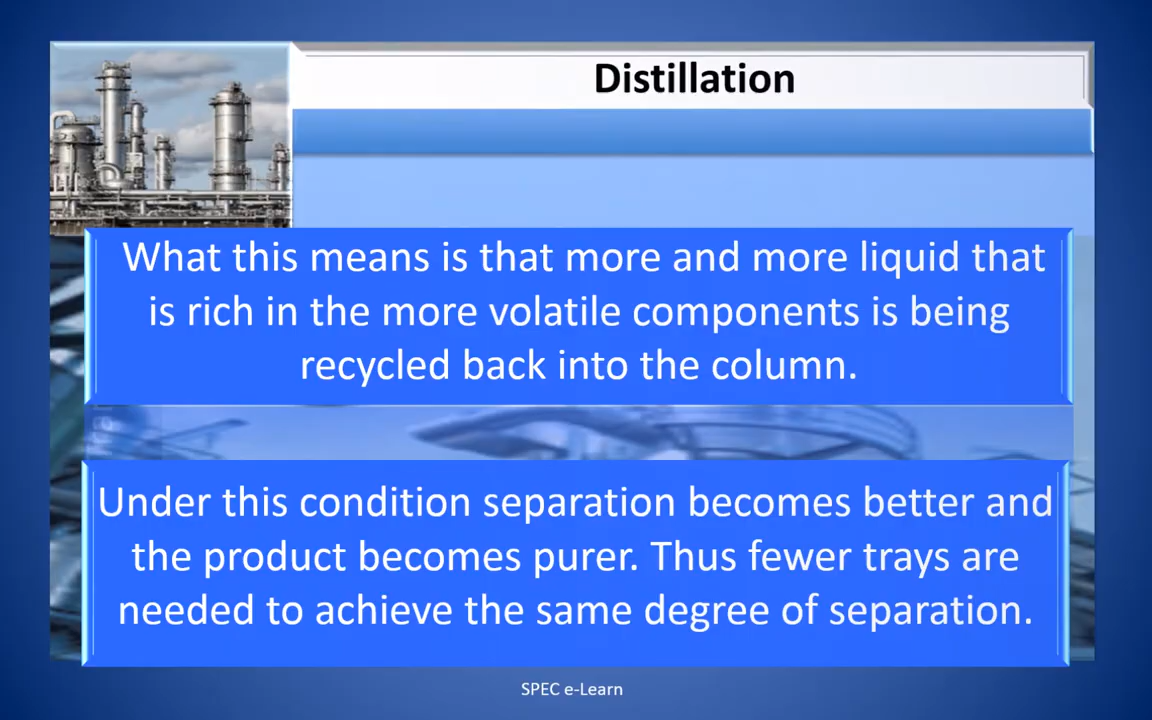 Distillation
What this means is that more and more liquid that
is rich in the more volatile components is being
recycled back into the column.
Under this condition separation becomes better and
the product becomes purer. Thus fewer trays are
needed to achieve the same degree of separation.
SPEC e-Learn